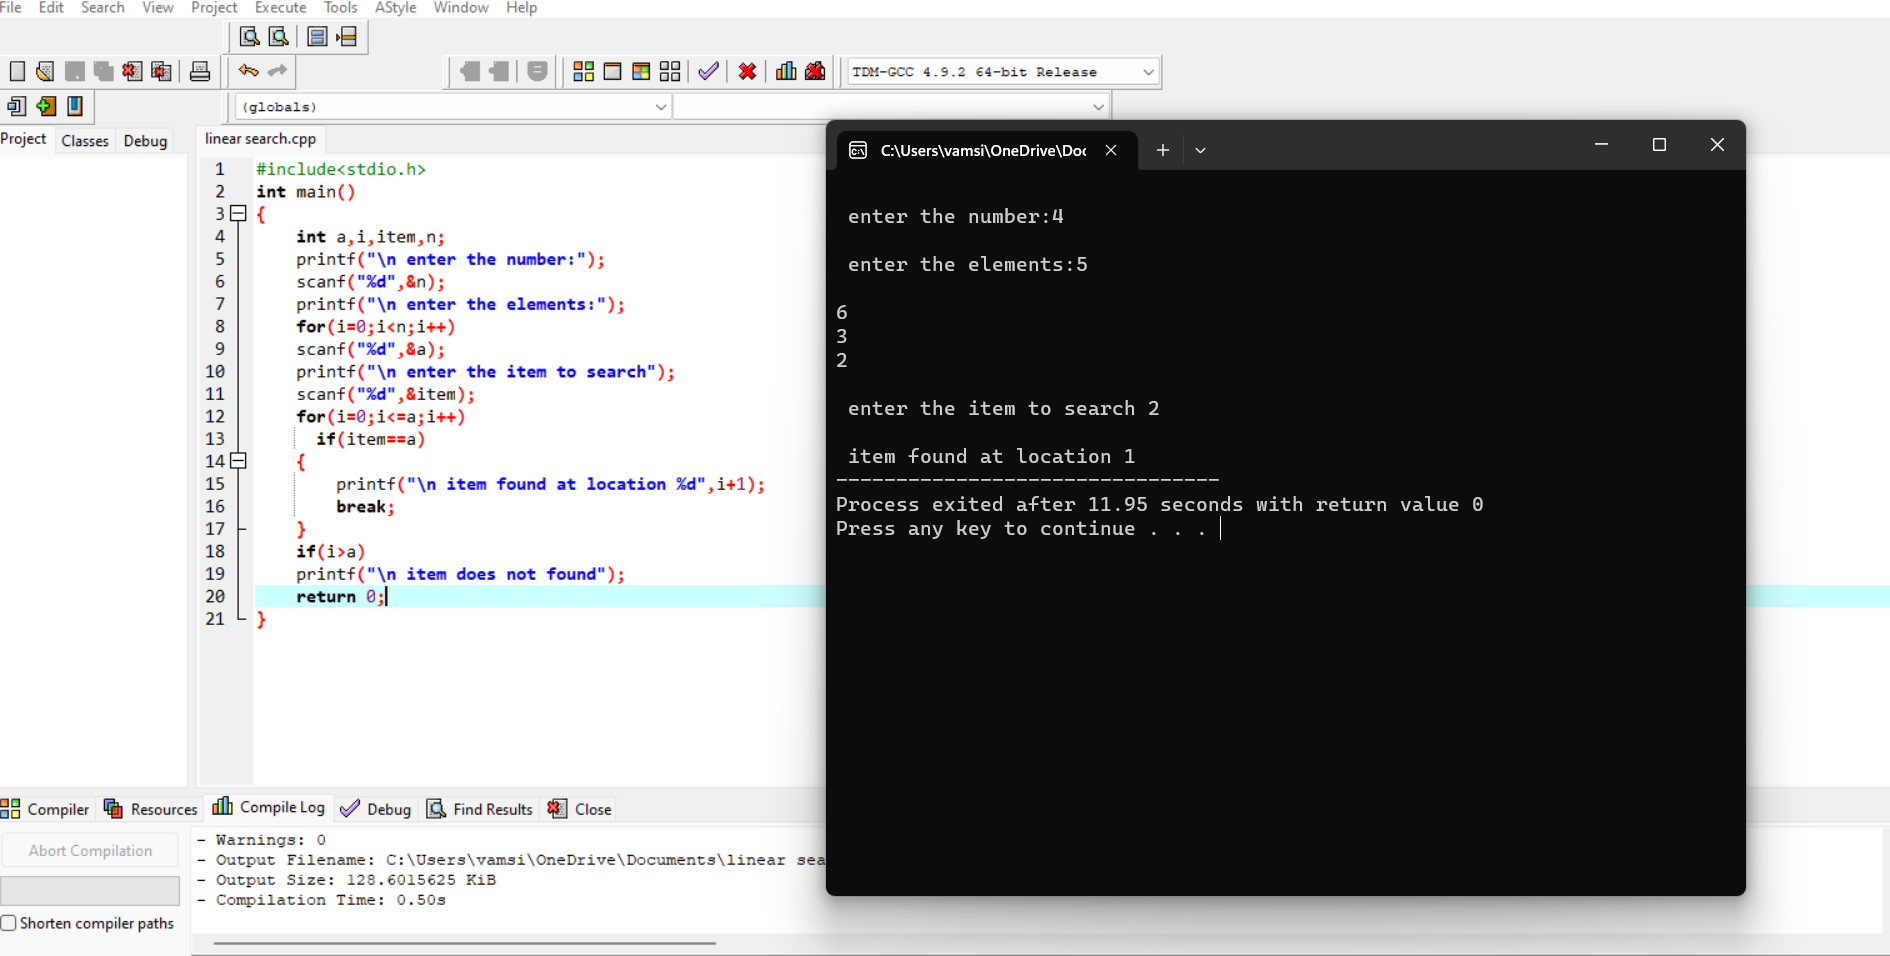 File Edit Search View Project Execute Tools AStyle Window Help
TDM-GCC 4.9.2 64-bit Release
(globals)
Project Classes Debug
linear search.cpp
1 #include<stdio.h>
2 int main()
3 {
4 int a,i,item,n;
5 printf("\n enter the number:");
6 scanf("%d",&n);
7 printf("\n enter the elements:");
8 for(i=0;i<n;i++)
9 scanf("%d",&a);
10 printf("\n enter the item to search");
11 scanf("%d",&item);
12 for(i=0;i<=a;i++)
13 if(item==a)
14 {
15 printf("\n item found at location %d",i+1);
16 break;
17 }
18 if(i>a)
19 printf("\n item does not found");
20 return 0;
21 }
C:\Users\vamsi\OneDrive\Doc
enter the number:4
enter the elements:5
6
3
2
enter the item to search 2
item found at location 1
--------------------------------
Process exited after 11.95 seconds with return value 0
Press any key to continue . . .
Compiler Resources Compile Log Debug Find Results Close
Abort Compilation
Shorten compiler paths
- Warnings: 0
- Output Filename: C:\Users\vamsi\OneDrive\Documents\linear sea
- Output Size: 128.6015625 KiB
- Compilation Time: 0.50s